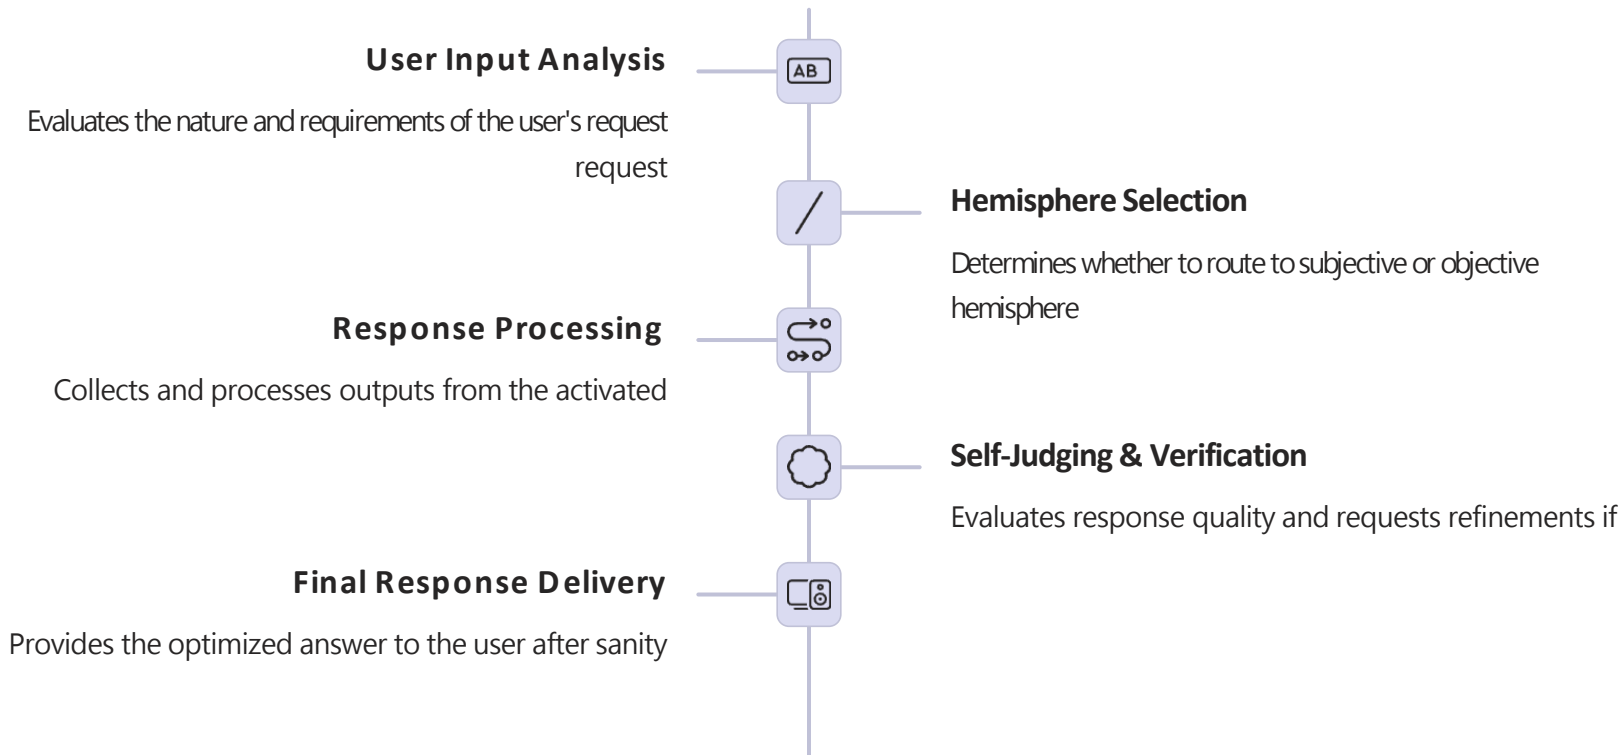 User Input Analysis
Evaluates the nature and requirements of the user's request
request
AB
Hemisphere Selection
Determines whether to route to subjective or objective
hemisphere
Response Processing
Collects and processes outputs from the activated
Self-Judging & Verification
Evaluates response quality and requests refinements if
Final Response Delivery
Provides the optimized answer to the user after sanity